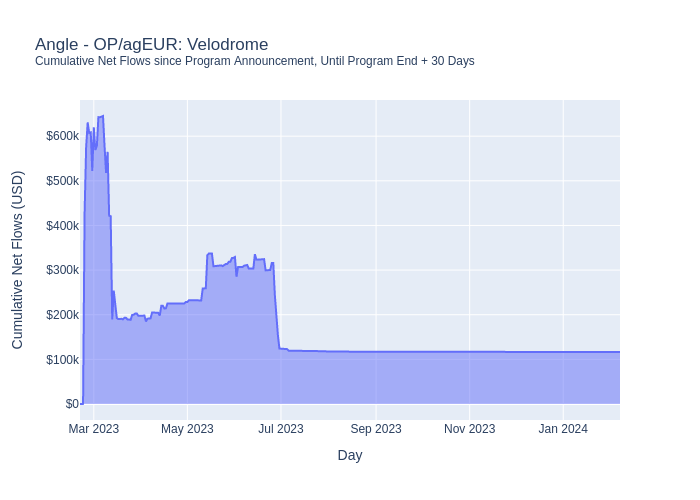 Angle - OP/agEUR: Velodrome
Cumulative Net Flows since Program Announcement, Until Program End + 30 Days
Cumulative Net Flows (USD)
$600k
$500k
$400k
$300k
$200k
$100k
$0
Mar 2023
May 2023
Jul 2023
Sep 2023
Nov 2023
Jan 2024
Day